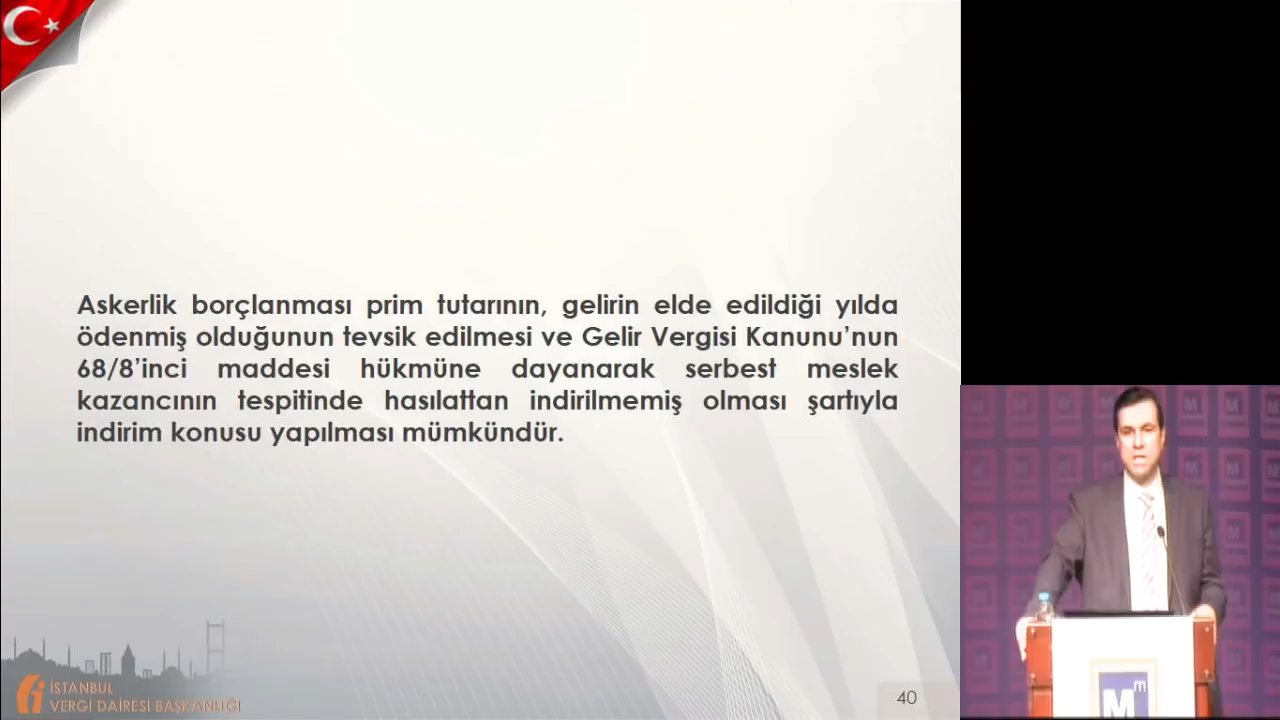 Askerlik borçlanması prim tutarının, gelirin elde edildiği yılda
ödenmiş olduğunun tevsik edilmesi ve Gelir Vergisi Kanunu’nun
68/8’inci maddesi hükmüne dayanarak serbest meslek
kazancının tespitinde hasılattan indirilmemiş olması şartıyla
indirim konusu yapılması mümkündür.
İSTANBUL
VERGİ DAİRESİ BAŞKANLIĞI
40
M
m